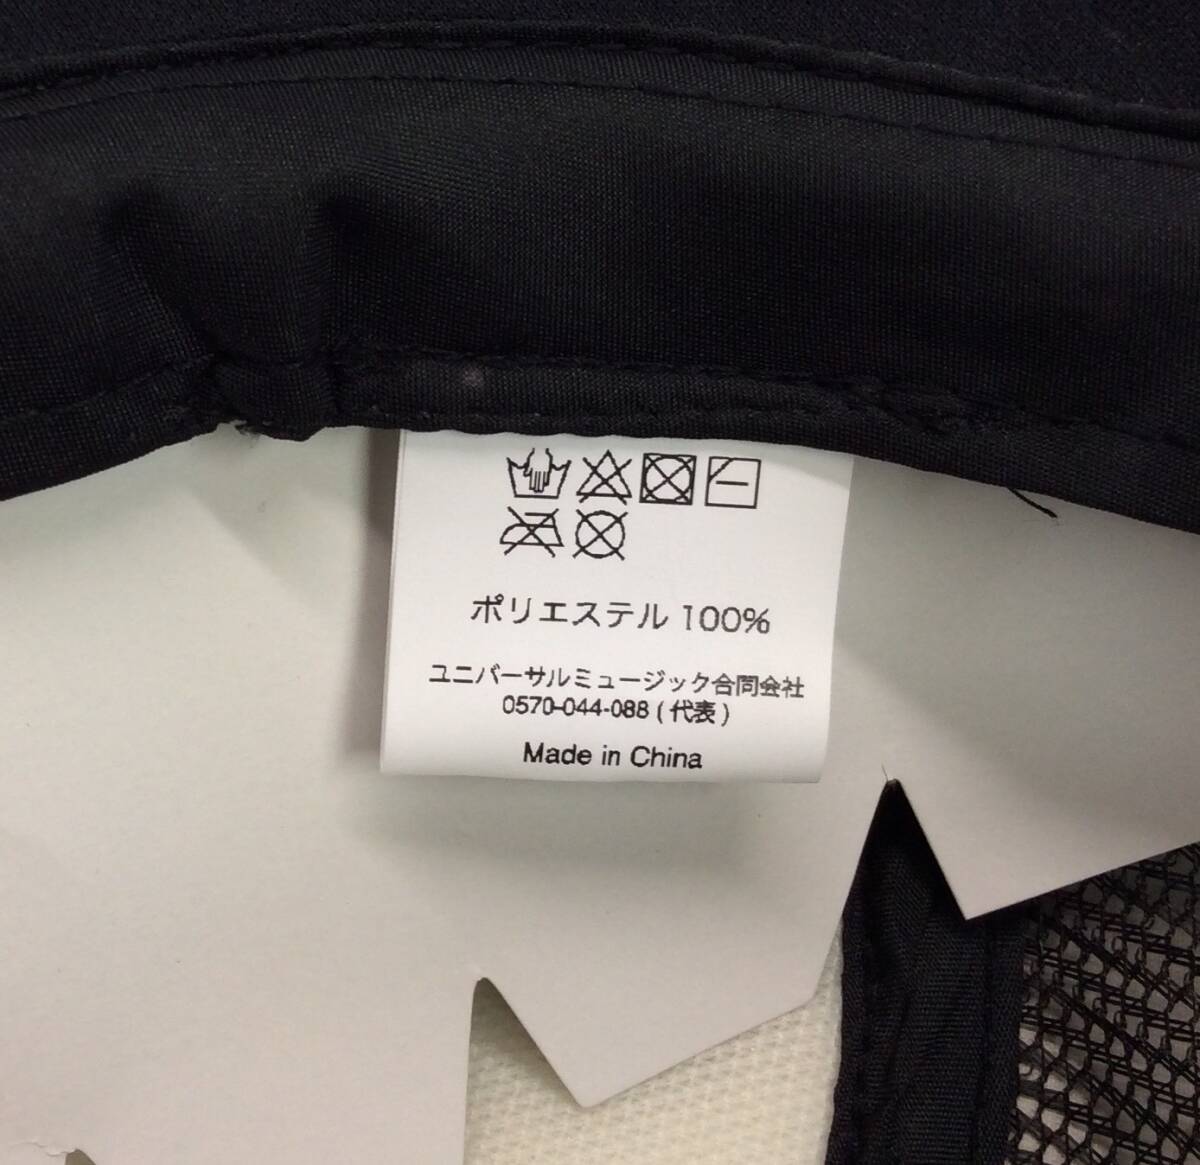 ポリエステル 100%
ユニバーサルミュージック合同会社
0570-044-088 ( 代表 )
Made in China